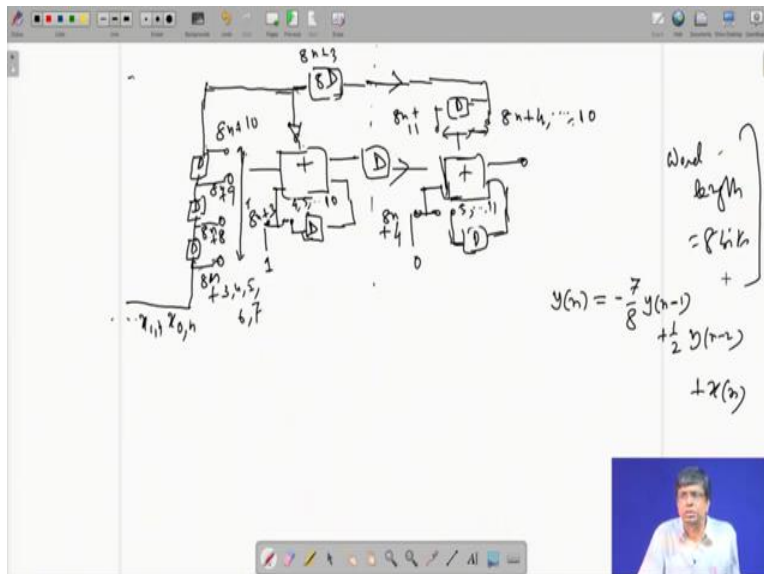 8n+3
8D
8n+10
D
8n+
11
8n+4, ....10
+
D
+
D
8+9
D
8n
+8
D
8n
+3,4,5,
6,7
8n+3
4,5,...10
D
1
8n
+4
5,...11
D
0
...x1,n x0,n
Word
length
=8 bits
+
y(n) = -7/8 y(n-1)
+1/2 y(n-2)
+x(n)